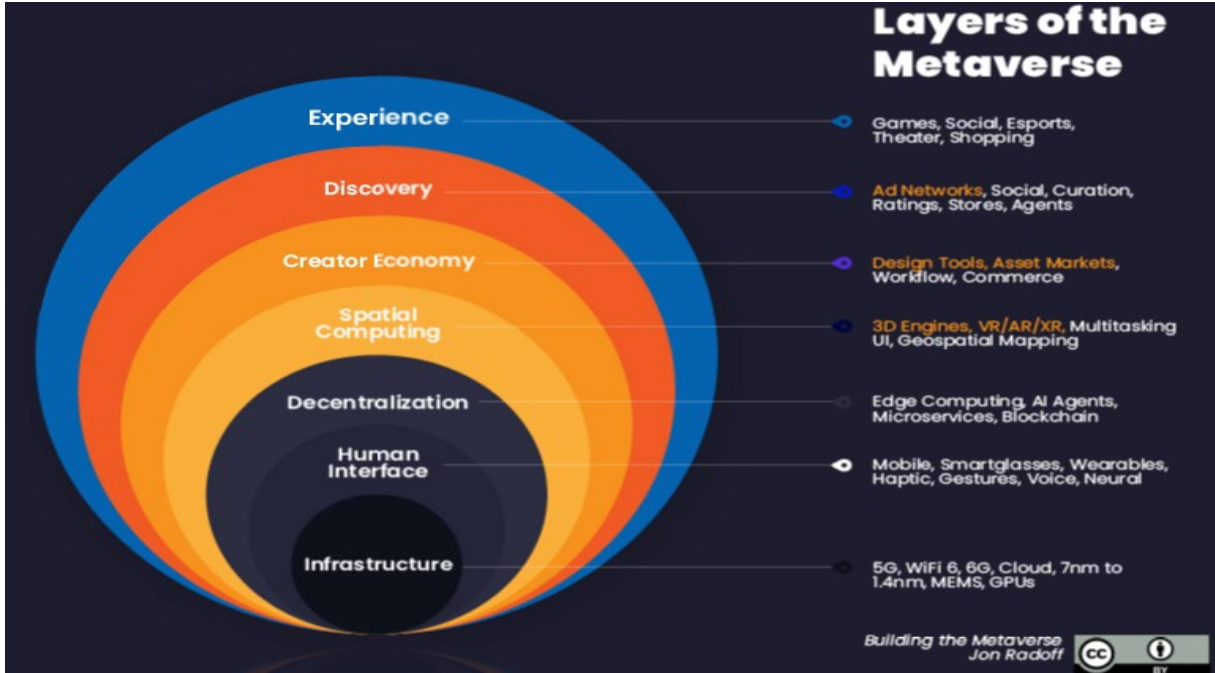 Layers of the
Metaverse
Experience
Games, Social, Esports,
Theater, Shopping
Discovery
Ad Networks, Social, Curation,
Ratings, Stores, Agents
Creator Economy
Design Tools, Asset Markets,
Workflow, Commerce
Spatial
Computing
3D Engines, VR/AR/XR, Multitasking
UI, Geospatial Mapping
Decentralization
Edge Computing, AI Agents,
Microservices, Blockchain
Human
Interface
Mobile, Smartglasses, Wearables,
Haptic, Gestures, Voice, Neural
Infrastructure
5G, WiFi 6, 6G, Cloud, 7nm to
1.4nm, MEMS, GPUs
Building the Metaverse
Jon Radoff
cc
BY